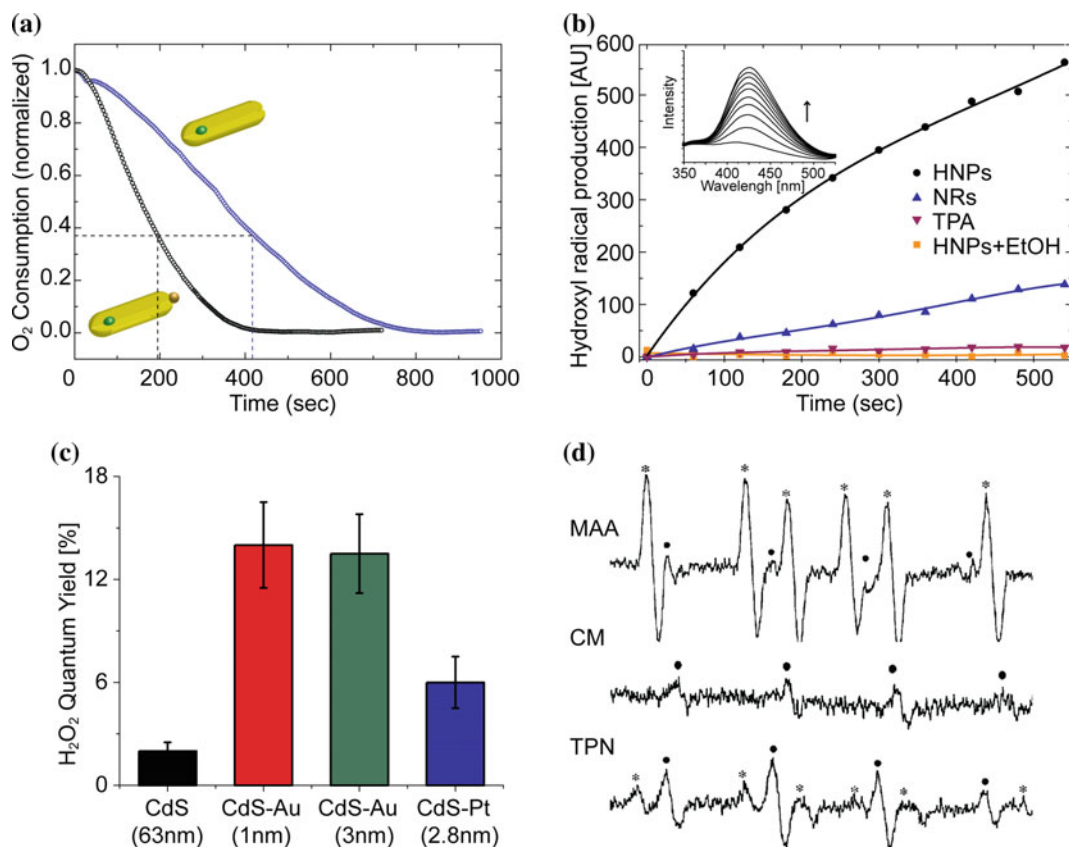 (a)
1.0
0.8
0.6
0.4
0.2
0.0
O₂ Consumption (normalized)
0
200
400
600
800
1000
Time (sec)
(b)
600
500
400
300
200
100
0
Hydroxyl radical production [AU]
Intensity
350
400
450
500
Wavelengh [nm]
HNPs
NRs
TPA
HNPs+EtOH
0
100
200
300
400
500
Time (sec)
(c)
18
12
6
0
H₂O₂ Quantum Yield [%]
CdS
(63nm)
CdS-Au
(1nm)
CdS-Au
(3nm)
CdS-Pt
(2.8nm)
(d)
MAA
CM
TPN